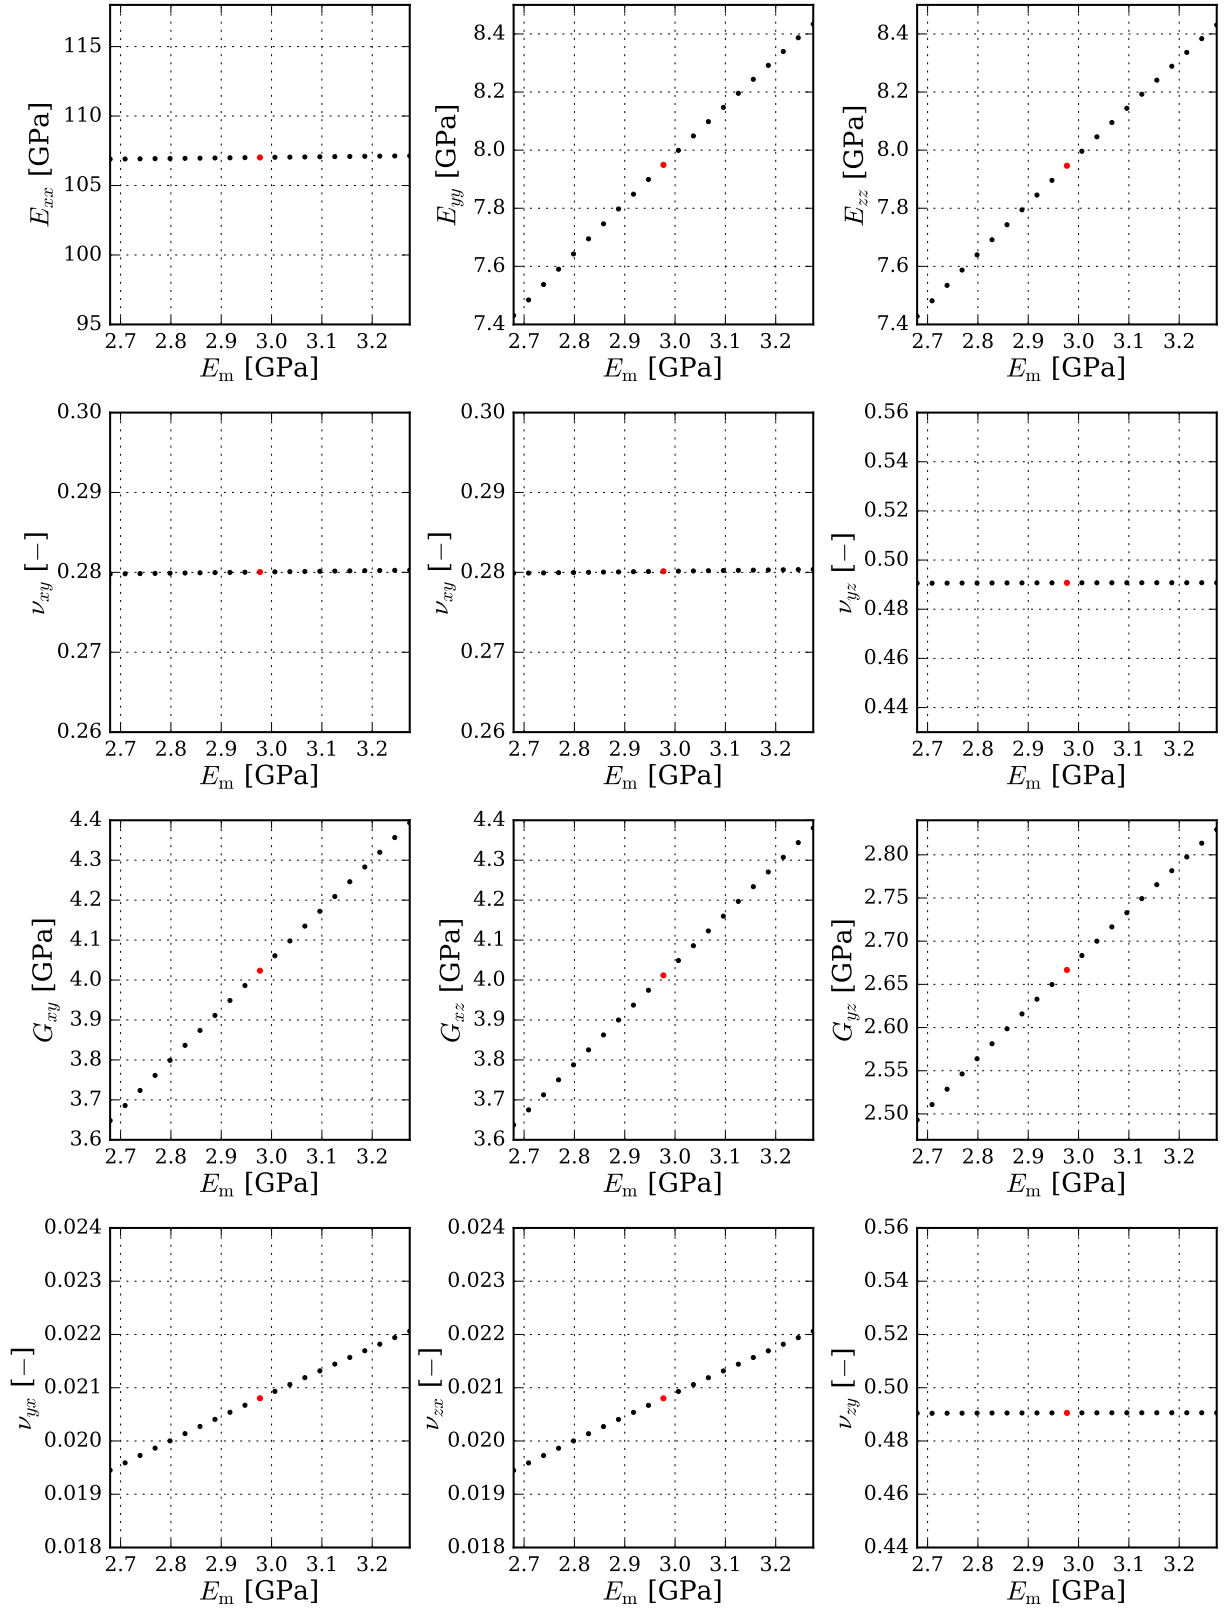 115
110
105
100
95
E_xx [GPa]
2.7 2.8 2.9 3.0 3.1 3.2
E_m [GPa]
8.4
8.2
8.0
7.8
7.6
7.4
E_yy [GPa]
2.7 2.8 2.9 3.0 3.1 3.2
E_m [GPa]
8.4
8.2
8.0
7.8
7.6
7.4
E_zz [GPa]
2.7 2.8 2.9 3.0 3.1 3.2
E_m [GPa]
0.30
0.29
0.28
0.27
0.26
ν_xy [−]
2.7 2.8 2.9 3.0 3.1 3.2
E_m [GPa]
0.30
0.29
0.28
0.27
0.26
ν_xy [−]
2.7 2.8 2.9 3.0 3.1 3.2
E_m [GPa]
0.56
0.54
0.52
0.50
0.48
0.46
0.44
ν_yz [−]
2.7 2.8 2.9 3.0 3.1 3.2
E_m [GPa]
4.4
4.3
4.2
4.1
4.0
3.9
3.8
3.7
3.6
G_xy [GPa]
2.7 2.8 2.9 3.0 3.1 3.2
E_m [GPa]
4.4
4.3
4.2
4.1
4.0
3.9
3.8
3.7
3.6
G_xz [GPa]
2.7 2.8 2.9 3.0 3.1 3.2
E_m [GPa]
2.80
2.75
2.70
2.65
2.60
2.55
2.50
G_yz [GPa]
2.7 2.8 2.9 3.0 3.1 3.2
E_m [GPa]
0.024
0.023
0.022
0.021
0.020
0.019
0.018
ν_yx [−]
2.7 2.8 2.9 3.0 3.1 3.2
E_m [GPa]
0.024
0.023
0.022
0.021
0.020
0.019
0.018
ν_zx [−]
2.7 2.8 2.9 3.0 3.1 3.2
E_m [GPa]
0.56
0.54
0.52
0.50
0.48
0.46
0.44
ν_zy [−]
2.7 2.8 2.9 3.0 3.1 3.2
E_m [GPa]